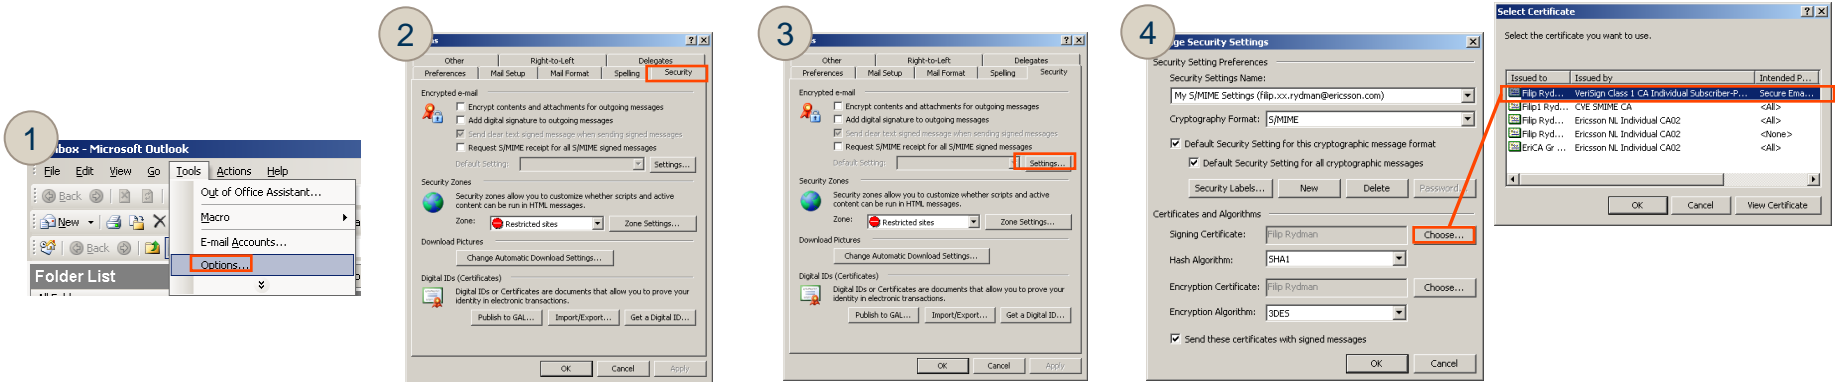 1
nbox - Microsoft Outlook
File Edit View Go Tools Actions Help
Out of Office Assistant...
Macro
E-mail Accounts...
Options...
Back
New
Back
Folder List
2
ns
Other Right-to-Left Delegates
Preferences Mail Setup Mail Format Spelling Security
Encrypted e-mail
Encrypt contents and attachments for outgoing messages
Add digital signature to outgoing messages
Send clear text signed message when sending signed messages
Request S/MIME receipt for all S/MIME signed messages
Default Setting: Settings...
Security Zones
Security zones allow you to customize whether scripts and active
content can be run in HTML messages.
Zone: Restricted sites Zone Settings...
Download Pictures
Change Automatic Download Settings...
Digital IDs (Certificates)
Digital IDs or Certificates are documents that allow you to prove your
identity in electronic transactions.
Publish to GAL... Import/Export... Get a Digital ID...
OK Cancel Apply
3
ns
Other Right-to-Left Delegates
Preferences Mail Setup Mail Format Spelling Security
Encrypted e-mail
Encrypt contents and attachments for outgoing messages
Add digital signature to outgoing messages
Send clear text signed message when sending signed messages
Request S/MIME receipt for all S/MIME signed messages
Default Setting: Settings...
Security Zones
Security zones allow you to customize whether scripts and active
content can be run in HTML messages.
Zone: Restricted sites Zone Settings...
Download Pictures
Change Automatic Download Settings...
Digital IDs (Certificates)
Digital IDs or Certificates are documents that allow you to prove your
identity in electronic transactions.
Publish to GAL... Import/Export... Get a Digital ID...
OK Cancel Apply
4
ge Security Settings
Security Setting Preferences
Security Settings Name:
My S/MIME Settings (filip.xx.rydman@ericsson.com)
Cryptography Format: S/MIME
Default Security Setting for this cryptographic message format
Default Security Setting for all cryptographic messages
Security Labels... New Delete Password...
Certificates and Algorithms
Signing Certificate: Filip Rydman Choose...
Hash Algorithm: SHA1
Encryption Certificate: Filip Rydman Choose...
Encryption Algorithm: 3DES
Send these certificates with signed messages
OK Cancel
Select Certificate
Select the certificate you want to use.
Issued to Issued by Intended P...
Filip Ryd... VeriSign Class 1 CA Individual Subscriber-P... Secure Ema...
Filip1 Ryd... CVE SMIME CA <All>
Filip Ryd... Ericsson NL Individual CA02 <All>
Filip Ryd... Ericsson NL Individual CA02 <None>
EriCA Gr ... Ericsson NL Individual CA02 <All>
OK Cancel View Certificate